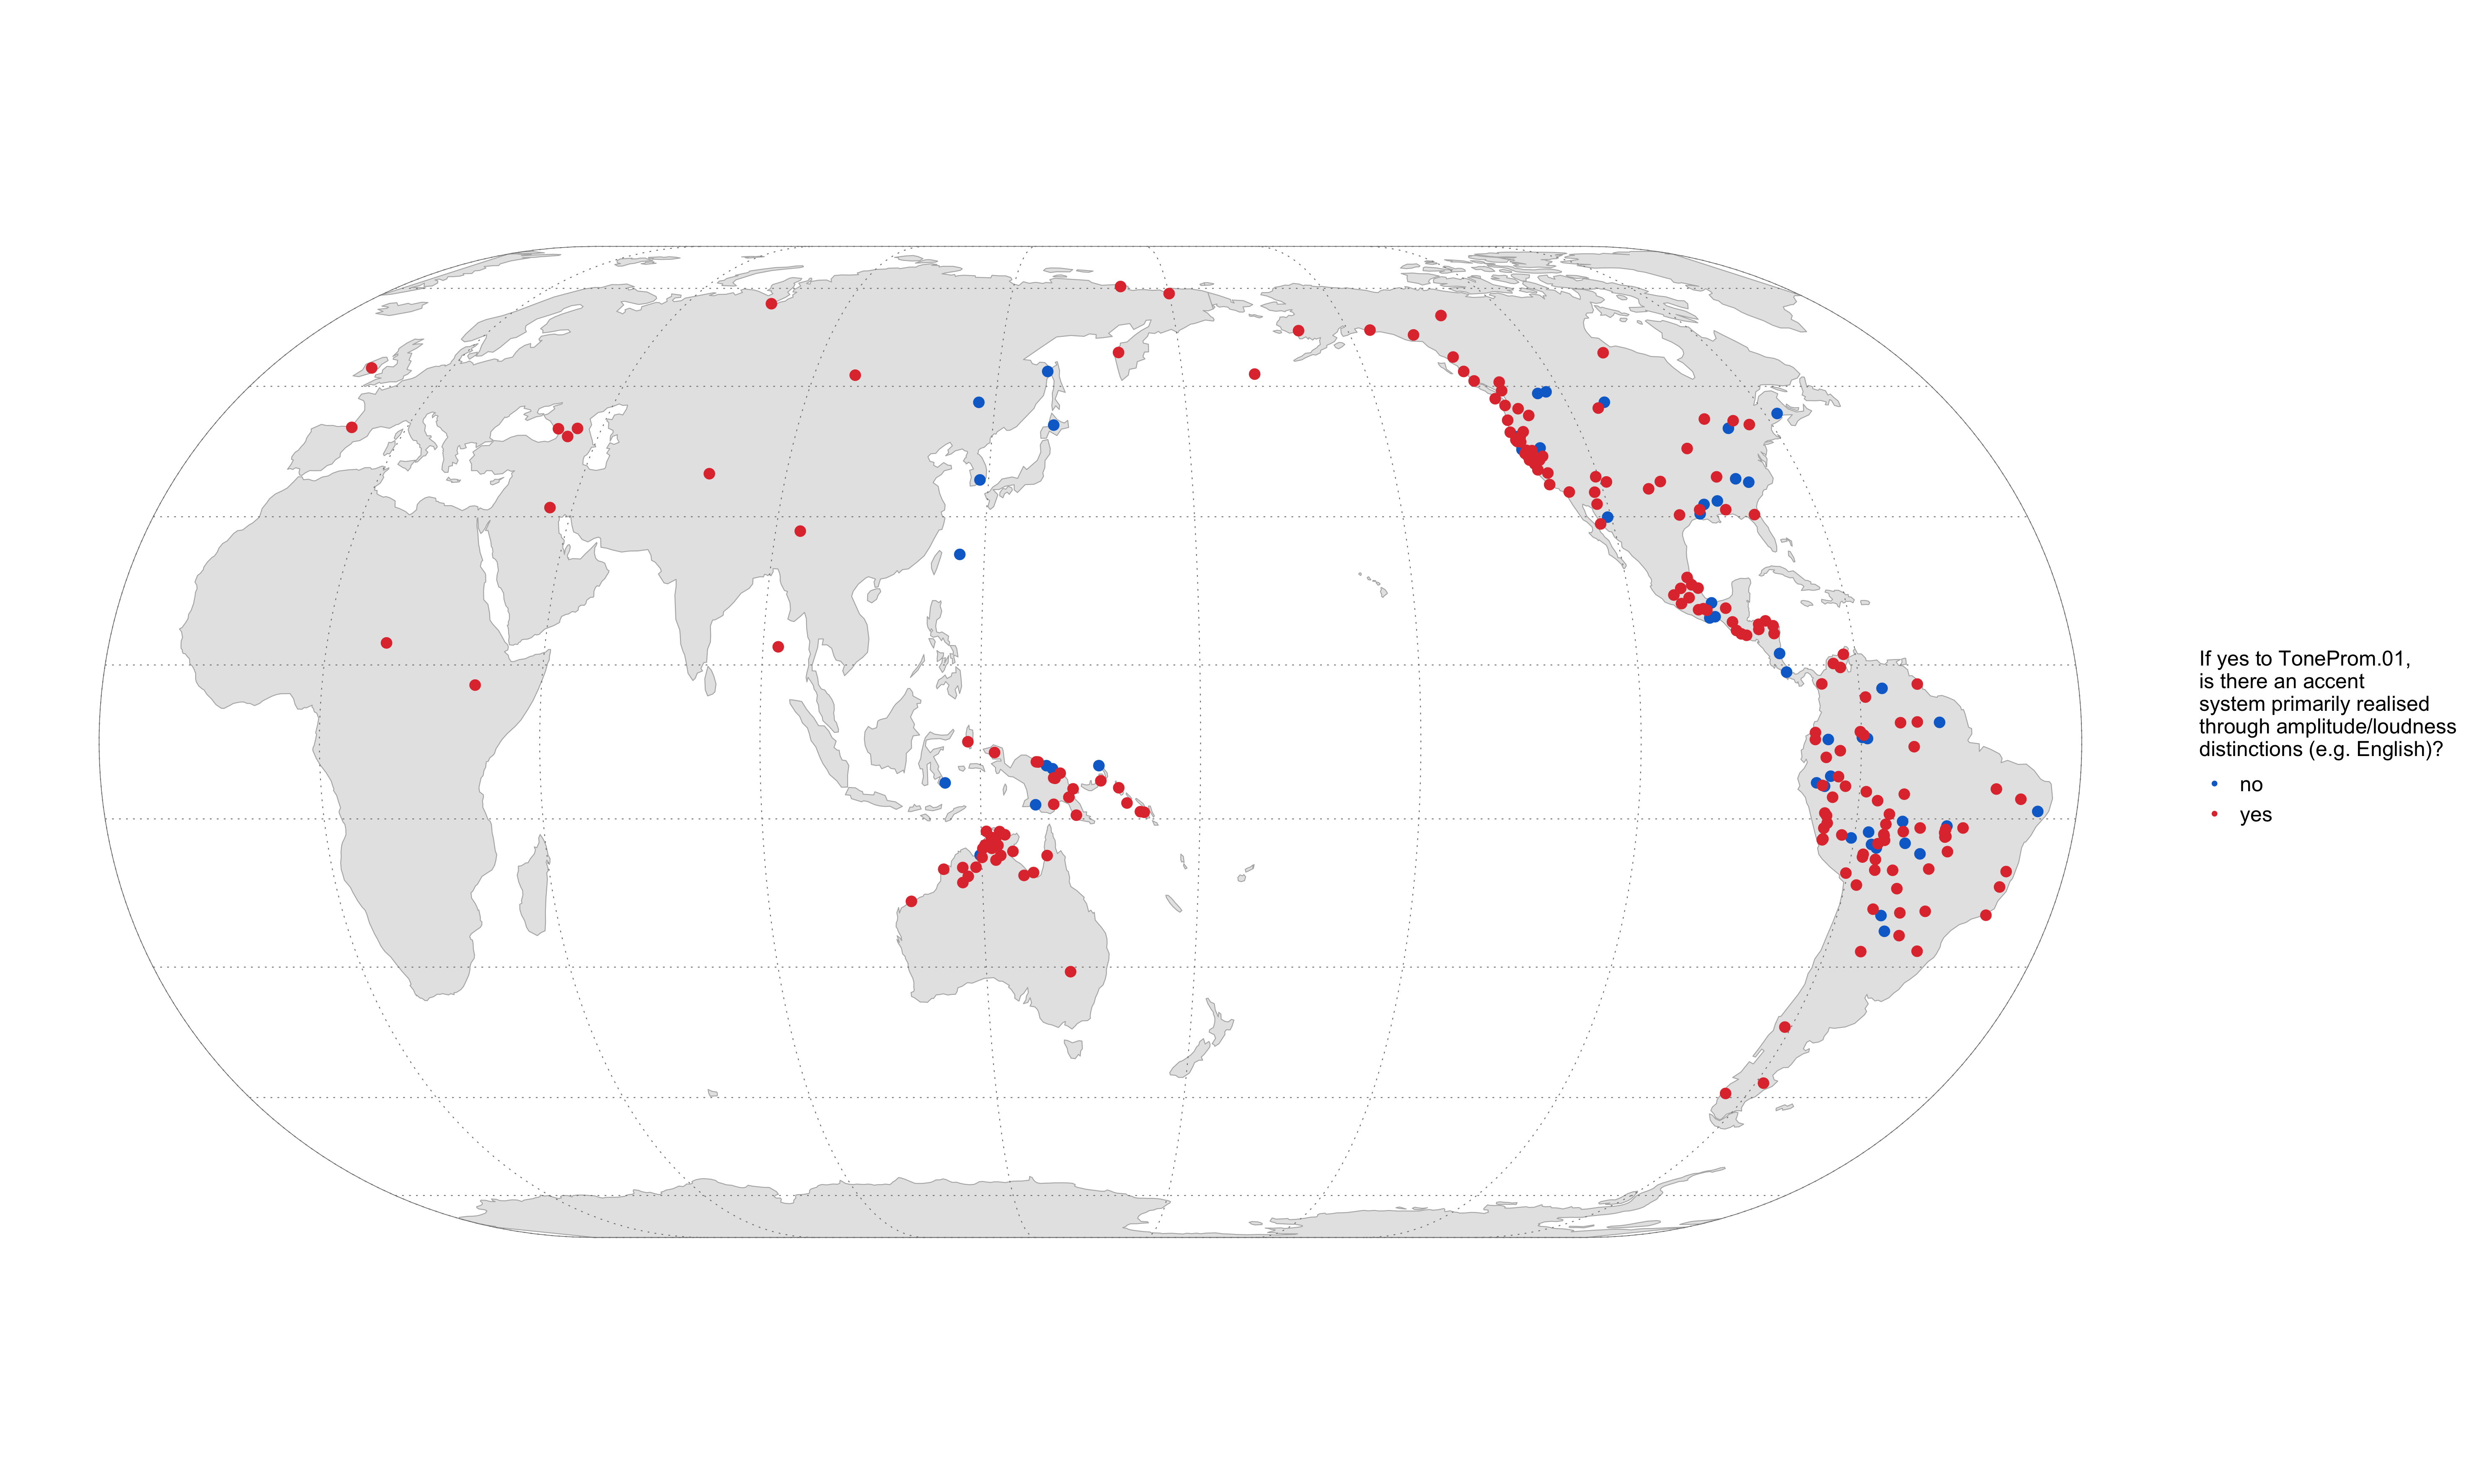 If yes to ToneProm.01,
is there an accent
system primarily realised
through amplitude/loudness
distinctions (e.g. English)?
no
yes